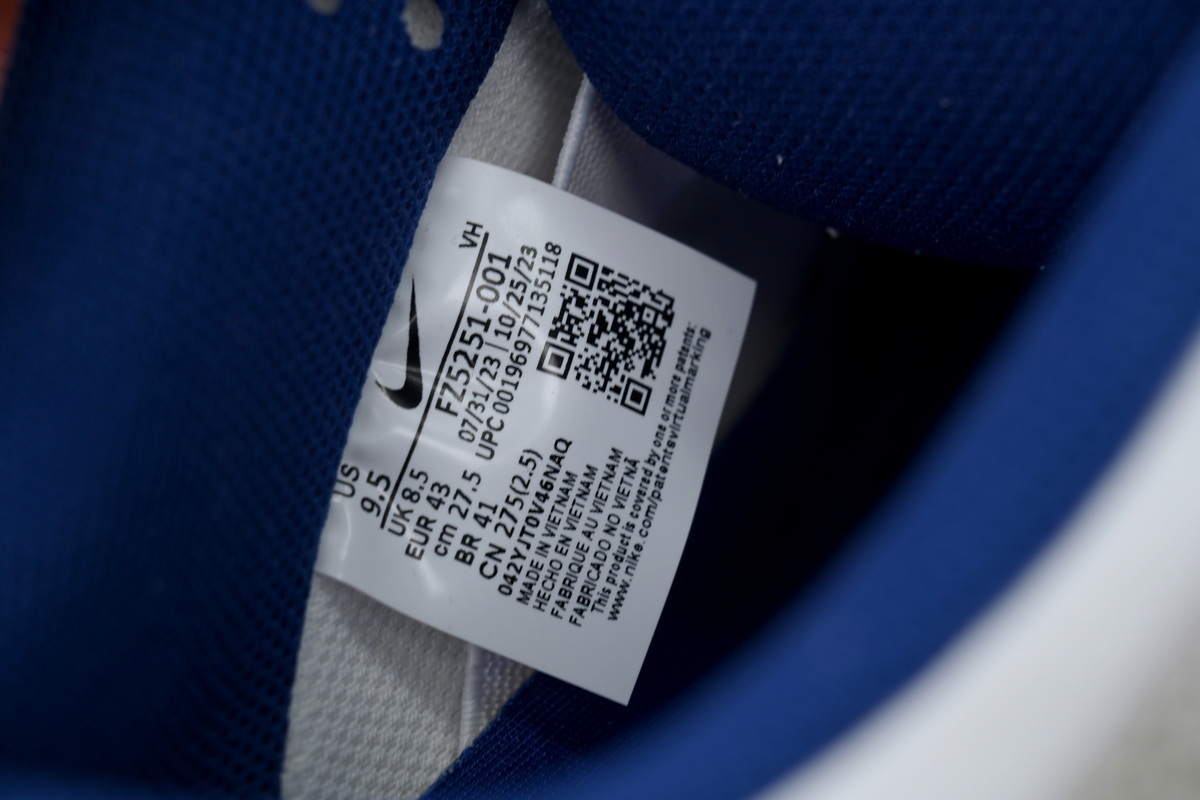 VH
US
9.5
FZ5251-001
UK 8.5
07/31/23 | 10/25/23
EUR 43
UPC 00196977135118
cm 27.5
BR 41
CN 275(2.5)
042YJT0V46NAQ
MADE IN VIETNAM
HECHO EN VIETNAM
FABRIQUE AU VIETNAM
FABRICADO NO VIETNÃ
This product is covered by one or more patents:
www.nike.com/patentsvirtualmarking